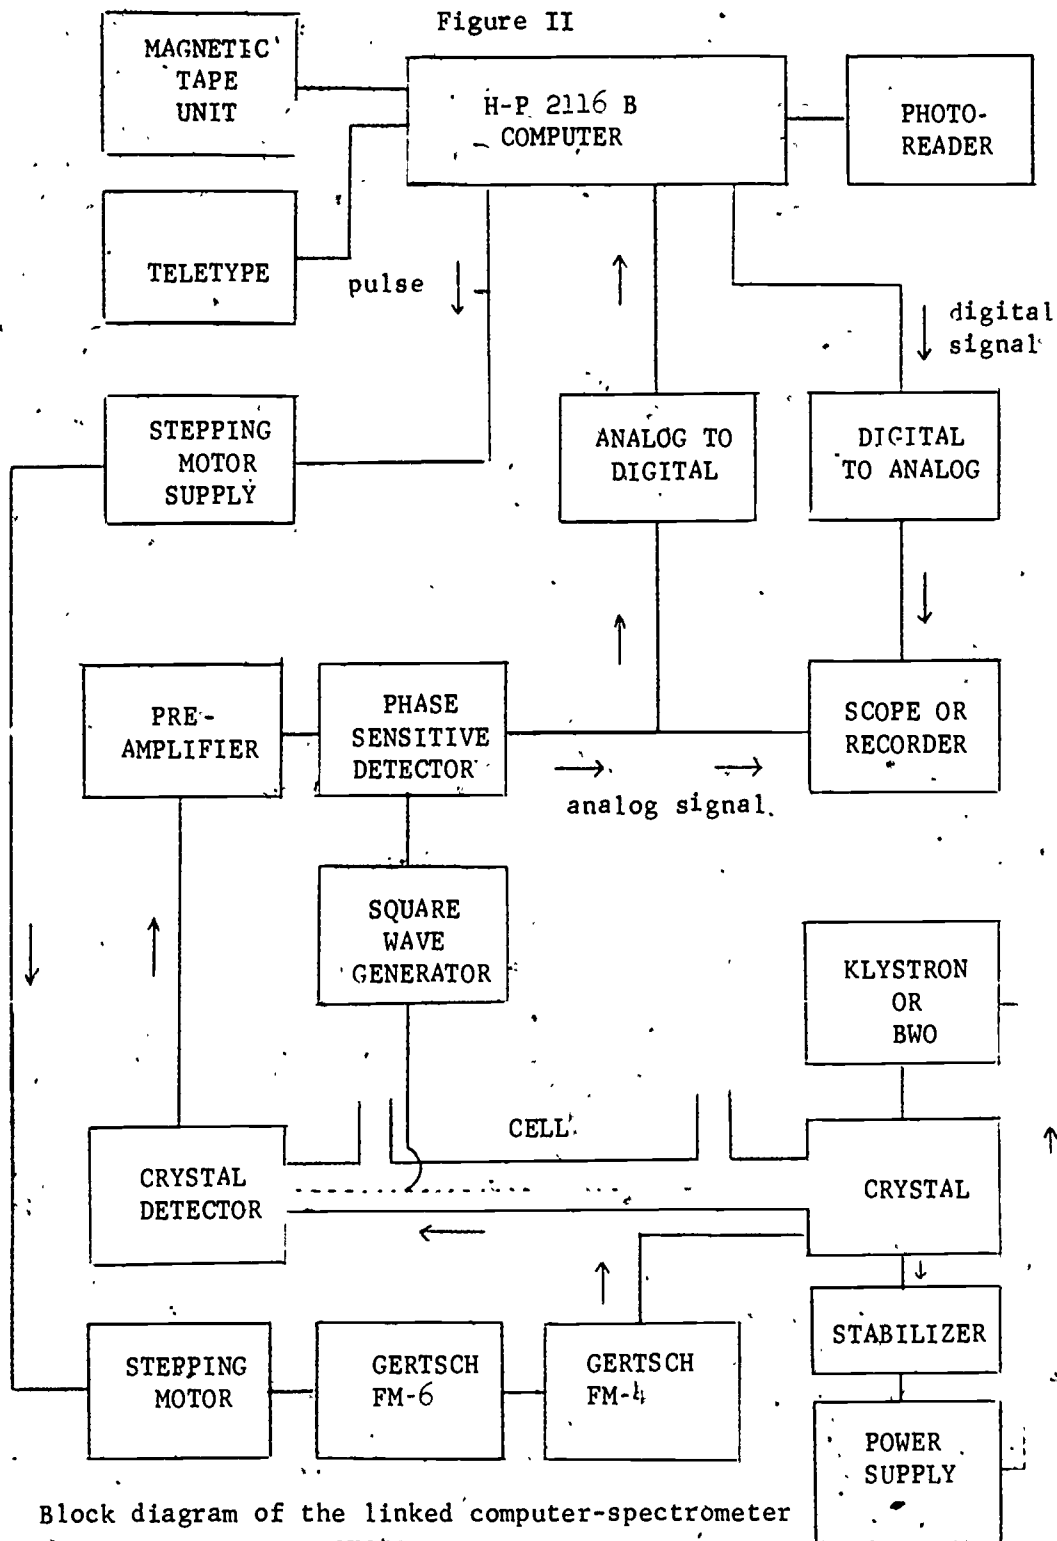 Figure II
MAGNETIC
TAPE
UNIT
H-P 2116 B
COMPUTER
PHOTO-
READER
TELETYPE
pulse
digital
signal
STEPPING
MOTOR
SUPPLY
ANALOG TO
DIGITAL
DIGITAL
TO ANALOG
PRE-
AMPLIFIER
PHASE
SENSITIVE
DETECTOR
SCOPE OR
RECORDER
analog signal
SQUARE
WAVE
GENERATOR
KLYSTRON
OR
BWO
CELL
CRYSTAL
DETECTOR
CRYSTAL
STABILIZER
STEPPING
MOTOR
GERTSCH
FM-6
GERTSCH
FM-4
POWER
SUPPLY
Block diagram of the linked computer-spectrometer